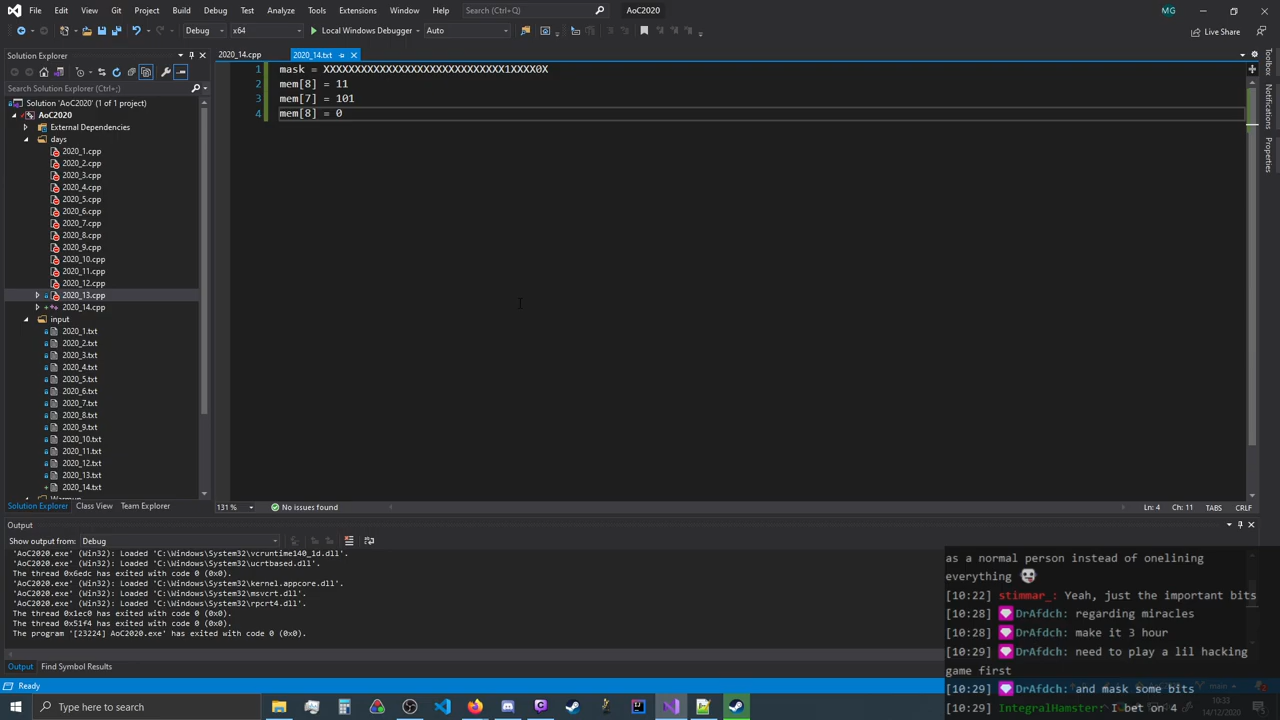 File Edit View Git Project Build Debug Test Analyze Tools Extensions Window Help Search (Ctrl+Q) AoC2020 MG
Debug x64 Local Windows Debugger Auto Live Share
Solution Explorer
2020_14.cpp 2020_14.txt
Search Solution Explorer (Ctrl+;)
Solution 'AoC2020' (1 of 1 project)
AoC2020
External Dependencies
days
2020_1.cpp
2020_2.cpp
2020_3.cpp
2020_4.cpp
2020_5.cpp
2020_6.cpp
2020_7.cpp
2020_8.cpp
2020_9.cpp
2020_10.cpp
2020_11.cpp
2020_12.cpp
2020_13.cpp
2020_14.cpp
input
2020_1.txt
2020_2.txt
2020_3.txt
2020_4.txt
2020_5.txt
2020_6.txt
2020_7.txt
2020_8.txt
2020_9.txt
2020_10.txt
2020_11.txt
2020_12.txt
2020_13.txt
2020_14.txt
Solution Explorer Class View Team Explorer
1 mask = XXXXXXXXXXXXXXXXXXXXXXXXXXXXX1XXXX0X
2 mem[8] = 11
3 mem[7] = 101
4 mem[8] = 0
Toolbox
Notifications
Properties
131 % No issues found Ln: 4 Ch: 11 TABS CRLF
Output
Show output from: Debug
'AoC2020.exe' (Win32): Loaded 'C:\Windows\System32\vcruntime140_1d.dll'.
'AoC2020.exe' (Win32): Loaded 'C:\Windows\System32\ucrtbased.dll'.
The thread 0x6edc has exited with code 0 (0x0).
'AoC2020.exe' (Win32): Loaded 'C:\Windows\System32\kernel.appcore.dll'.
'AoC2020.exe' (Win32): Loaded 'C:\Windows\System32\msvcrt.dll'.
'AoC2020.exe' (Win32): Loaded 'C:\Windows\System32\rpcrt4.dll'.
The thread 0x1ec0 has exited with code 0 (0x0).
The thread 0x51f4 has exited with code 0 (0x0).
The program '[23224] AoC2020.exe' has exited with code 0 (0x0).
Output Find Symbol Results
Ready
as a normal person instead of onelining
everything
[10:22] stimmar_: Yeah, just the important bits
[10:28] DrAfdch: regarding miracles
[10:28] DrAfdch: make it 3 hour
[10:29] DrAfdch: need to play a lil hacking
game first
[10:29] DrAfdch: and mask some bits
[10:29] IntegralHamster: I bet on 4
main
Type here to search
10:33
14/12/2020